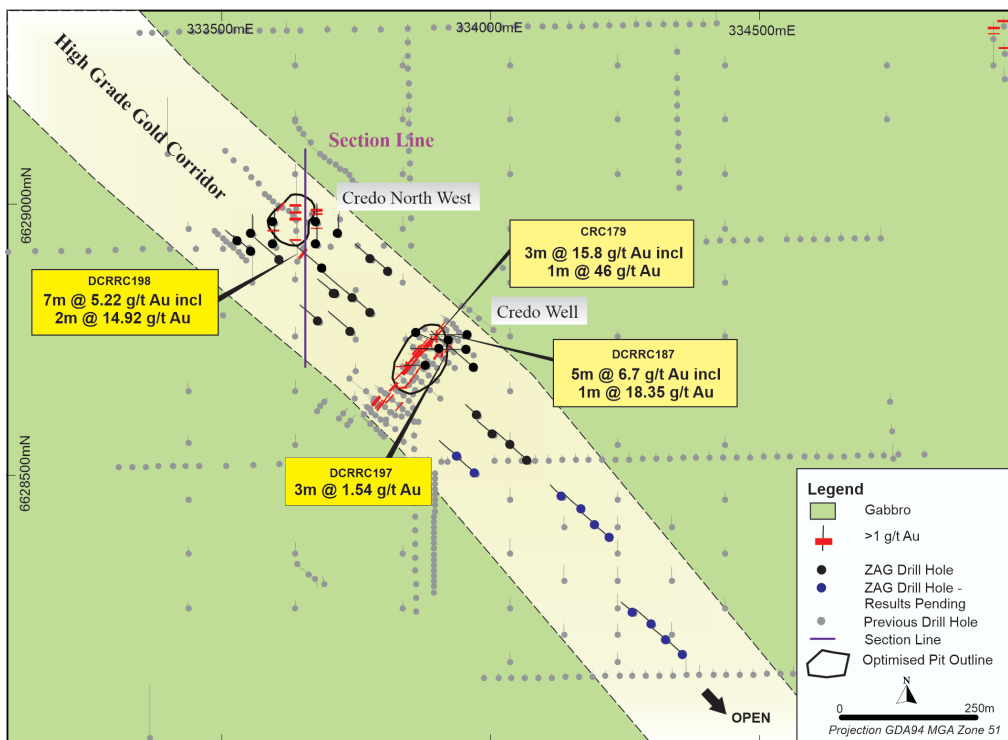 333500mE
334000mE
334500mE
High Grade Gold Corridor
Section Line
6629000mN
Credo North West
CRC179
3m @ 15.8 g/t Au incl
1m @ 46 g/t Au
DCRRC198
7m @ 5.22 g/t Au incl
2m @ 14.92 g/t Au
Credo Well
DCRRC187
5m @ 6.7 g/t Au incl
1m @ 18.35 g/t Au
DCRRC197
3m @ 1.54 g/t Au
6628500mN
Legend
Gabbro
>1 g/t Au
ZAG Drill Hole
ZAG Drill Hole -
Results Pending
Previous Drill Hole
Section Line
Optimised Pit Outline
N
0
250m
Projection GDA94 MGA Zone 51
OPEN